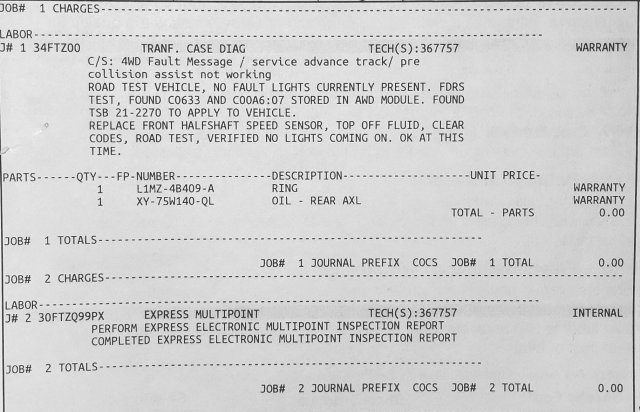 JOB# 1 CHARGES
LABOR
J# 1 34FTZ00 TRANF. CASE DIAG TECH(S):367757 WARRANTY
C/S: 4WD Fault Message / service advance track/ pre
collision assist not working
ROAD TEST VEHICLE, NO FAULT LIGHTS CURRENTLY PRESENT. FDRS
TEST, FOUND C0633 AND C00A6:07 STORED IN AWD MODULE. FOUND
TSB 21-2270 TO APPLY TO VEHICLE.
REPLACE FRONT HALFSHAFT SPEED SENSOR, TOP OFF FLUID, CLEAR
CODES, ROAD TEST, VERIFIED NO LIGHTS COMING ON. OK AT THIS
TIME.
PARTS------QTY---FP-NUMBER---------------DESCRIPTION--------------------UNIT PRICE-
1 L1MZ-4B409-A RING WARRANTY
1 XY-75W140-QL OIL - REAR AXL WARRANTY
TOTAL - PARTS 0.00
JOB# 1 TOTALS
JOB# 1 JOURNAL PREFIX COCS JOB# 1 TOTAL 0.00
JOB# 2 CHARGES
LABOR
J# 2 30FTZQ99PX EXPRESS MULTIPOINT TECH(S):367757 INTERNAL
PERFORM EXPRESS ELECTRONIC MULTIPOINT INSPECTION REPORT
COMPLETED EXPRESS ELECTRONIC MULTIPOINT INSPECTION REPORT
JOB# 2 TOTALS
JOB# 2 JOURNAL PREFIX COCS JOB# 2 TOTAL 0.00